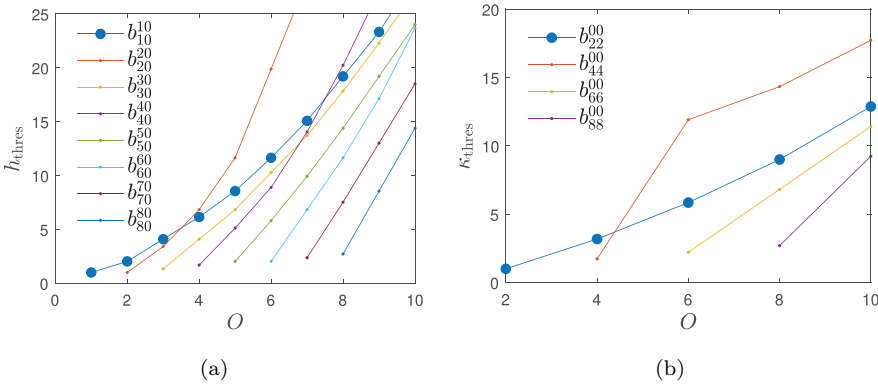 25
20
15
10
5
0
h_thres
b^{10}_{10}
b^{20}_{20}
b^{30}_{30}
b^{40}_{40}
b^{50}_{50}
b^{60}_{60}
b^{70}_{70}
b^{80}_{80}
0 2 4 6 8 10
O
(a)
20
15
10
5
0
κ_thres
b^{00}_{22}
b^{00}_{44}
b^{00}_{66}
b^{00}_{88}
2 4 6 8 10
O
(b)